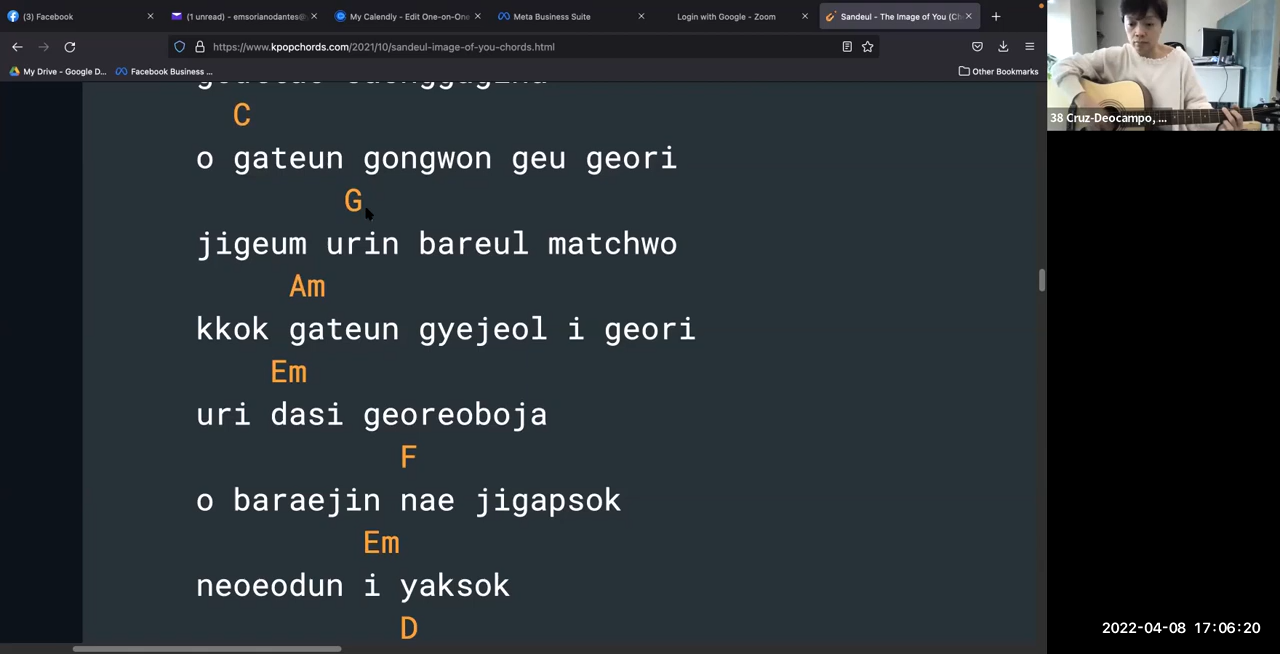 (3) Facebook
(1 unread) - emsorianodantes@
My Calendly - Edit One-on-One
Meta Business Suite
Login with Google - Zoom
Sandeul - The Image of You (Ch
https://www.kpopchords.com/2021/10/sandeul-image-of-you-chords.html
My Drive - Google D...
Facebook Business ...
Other Bookmarks
38 Cruz-Deocampo, ...
C
o gateun gongwon geu geori
G
jigeum urin bareul matchwo
Am
kkok gateun gyejeol i geori
Em
uri dasi georeoboja
F
o baraejin nae jigapsok
Em
neoeodun i yaksok
D
2022-04-08 17:06:20